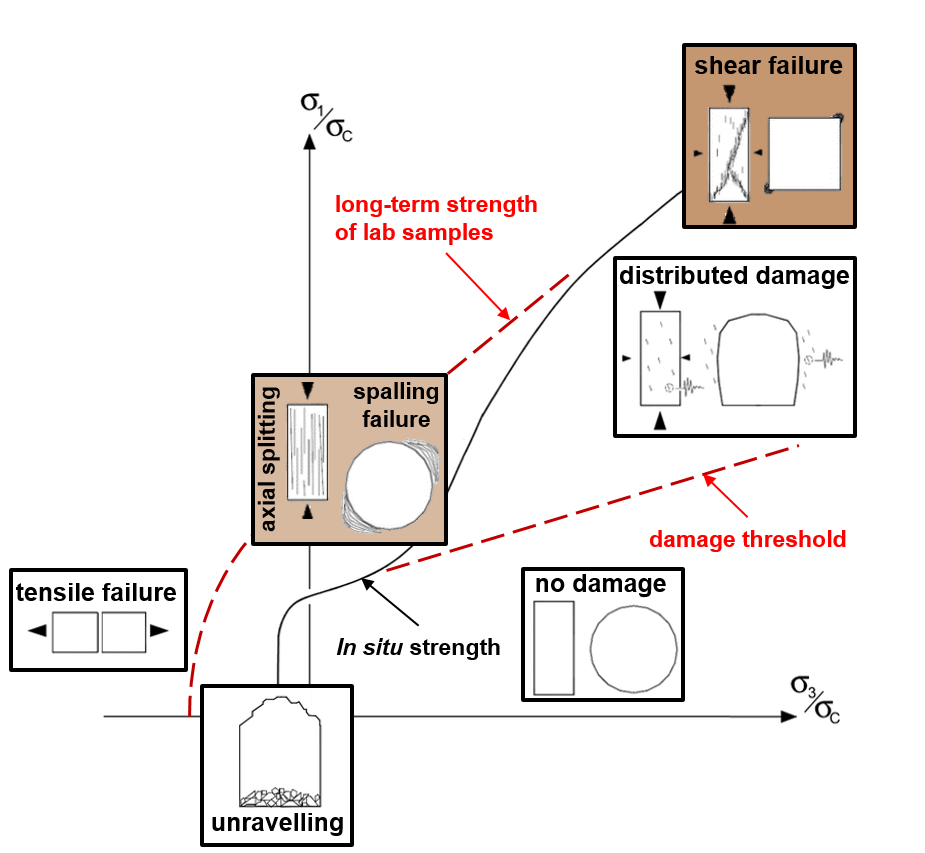 shear failure
σ1/σC
long-term strength
of lab samples
distributed damage
axial splitting
spalling
failure
damage threshold
tensile failure
no damage
In situ strength
σ3/σC
unravelling